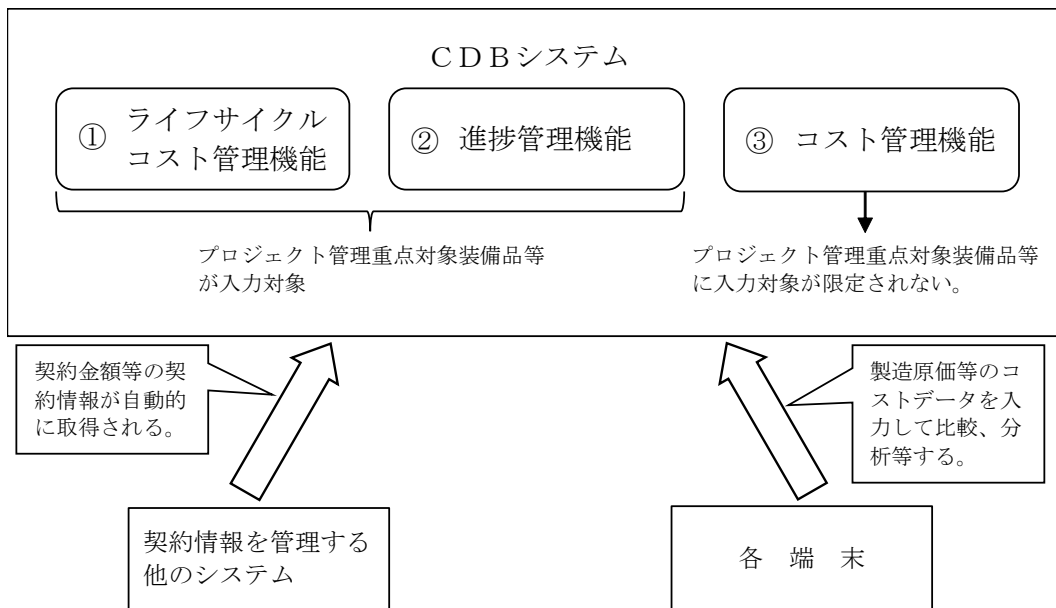 CDBシステム
① ライフサイクル
コスト管理機能
② 進捗管理機能
③ コスト管理機能
プロジェクト管理重点対象装備品等
が入力対象
プロジェクト管理重点対象装備品等
に入力対象が限定されない。
契約金額等の契
約情報が自動的
に取得される。
製造原価等のコ
ストデータを入
力して比較、分
析等する。
契約情報を管理する
他のシステム
各 端 末